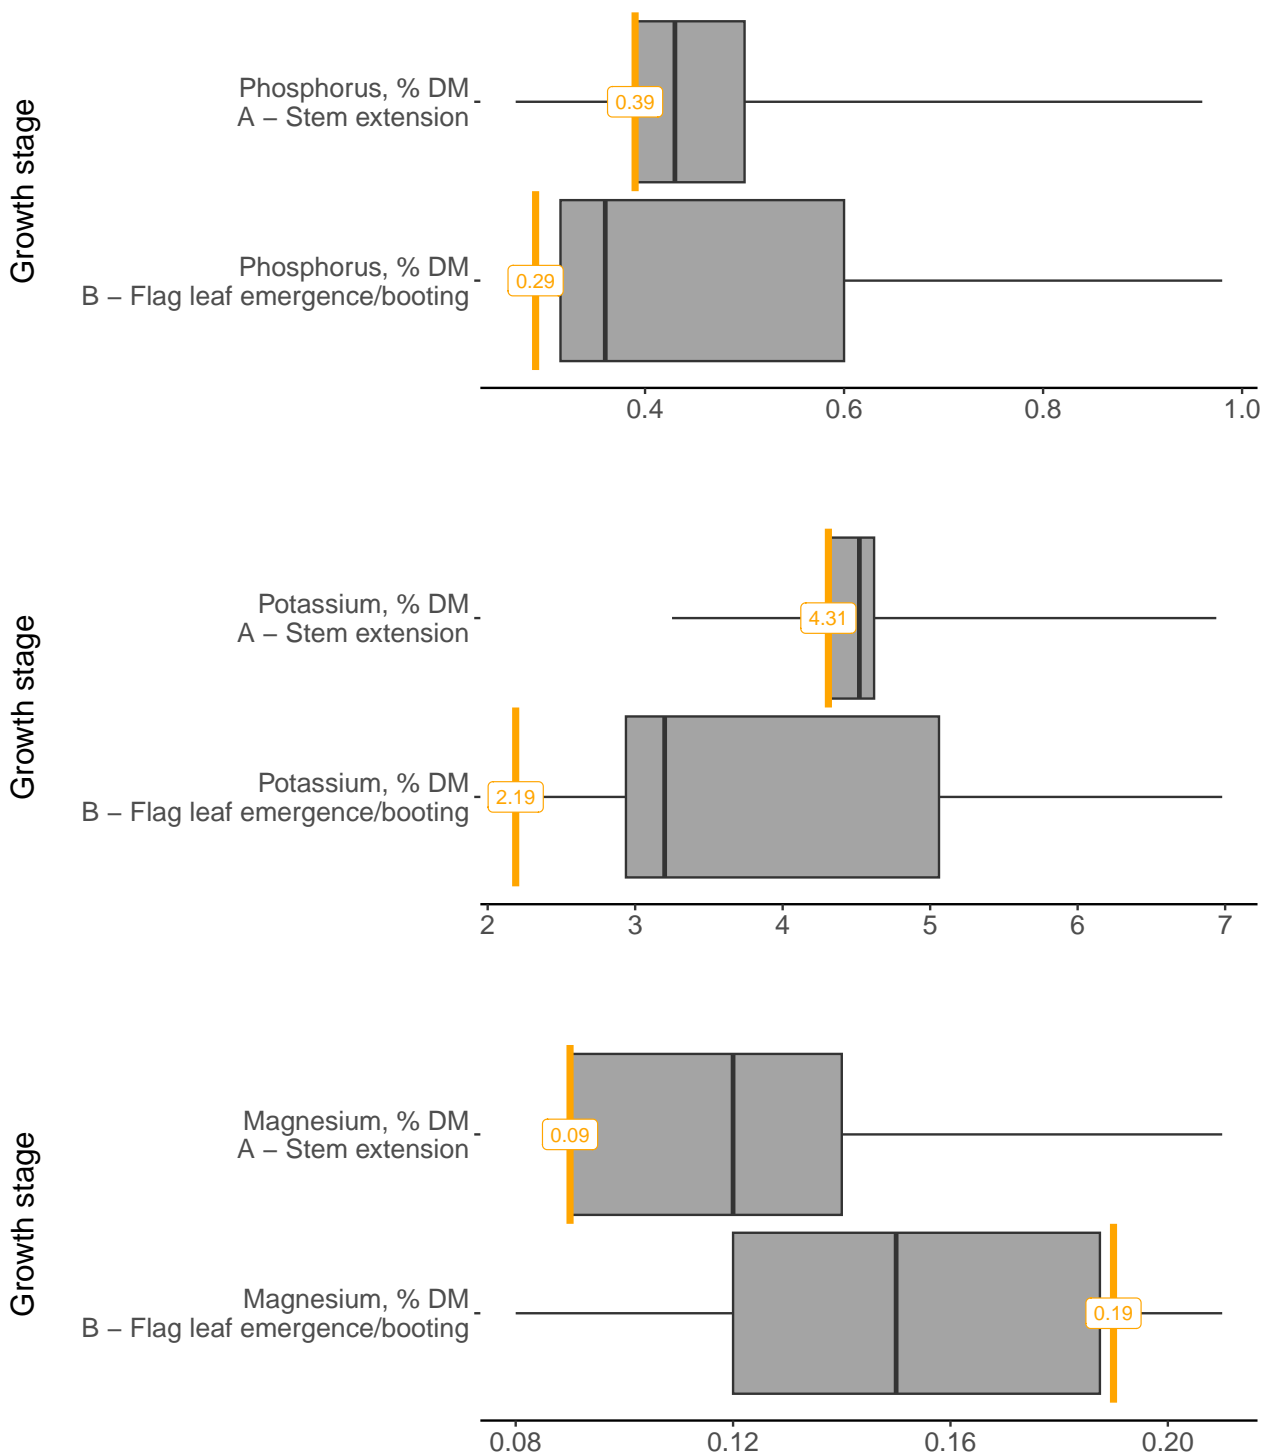 Growth stage
Phosphorus, % DM
A – Stem extension
0.39
Phosphorus, % DM
B – Flag leaf emergence/booting
0.29
0.4 0.6 0.8 1.0
Growth stage
Potassium, % DM
A – Stem extension
4.31
Potassium, % DM
B – Flag leaf emergence/booting
2.19
2 3 4 5 6 7
Growth stage
Magnesium, % DM
A – Stem extension
0.09
Magnesium, % DM
B – Flag leaf emergence/booting
0.19
0.08 0.12 0.16 0.20